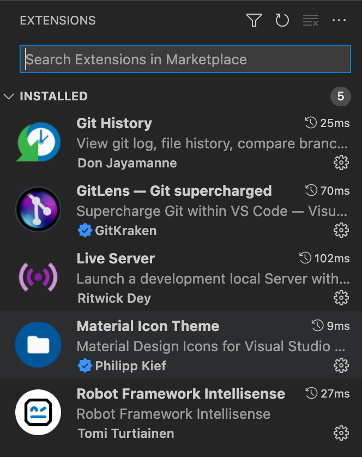 EXTENSIONS
Search Extensions in Marketplace
INSTALLED 5
Git History 25ms
View git log, file history, compare branc...
Don Jayamanne
GitLens — Git supercharged 70ms
Supercharge Git within VS Code — Visu...
GitKraken
Live Server 102ms
Launch a development local Server with...
Ritwick Dey
Material Icon Theme 9ms
Material Design Icons for Visual Studio ...
Philipp Kief
Robot Framework Intellisense 27ms
Robot Framework Intellisense
Tomi Turtiainen